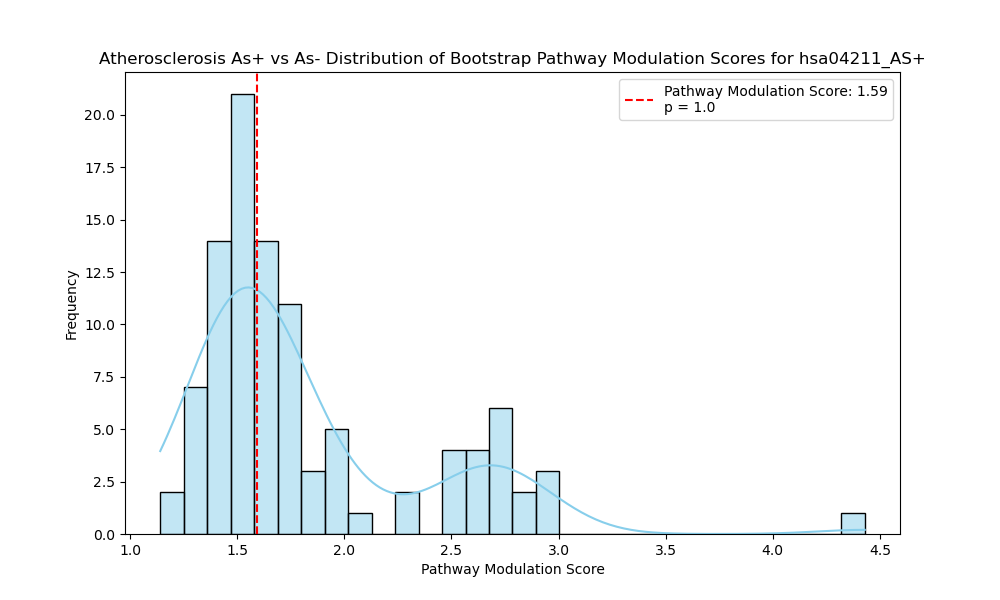 Atherosclerosis As+ vs As- Distribution of Bootstrap Pathway Modulation Scores for hsa04211_AS+
Pathway Modulation Score: 1.59
p = 1.0
20.0
17.5
15.0
12.5
10.0
7.5
5.0
2.5
0.0
Frequency
1.0 1.5 2.0 2.5 3.0 3.5 4.0 4.5
Pathway Modulation Score